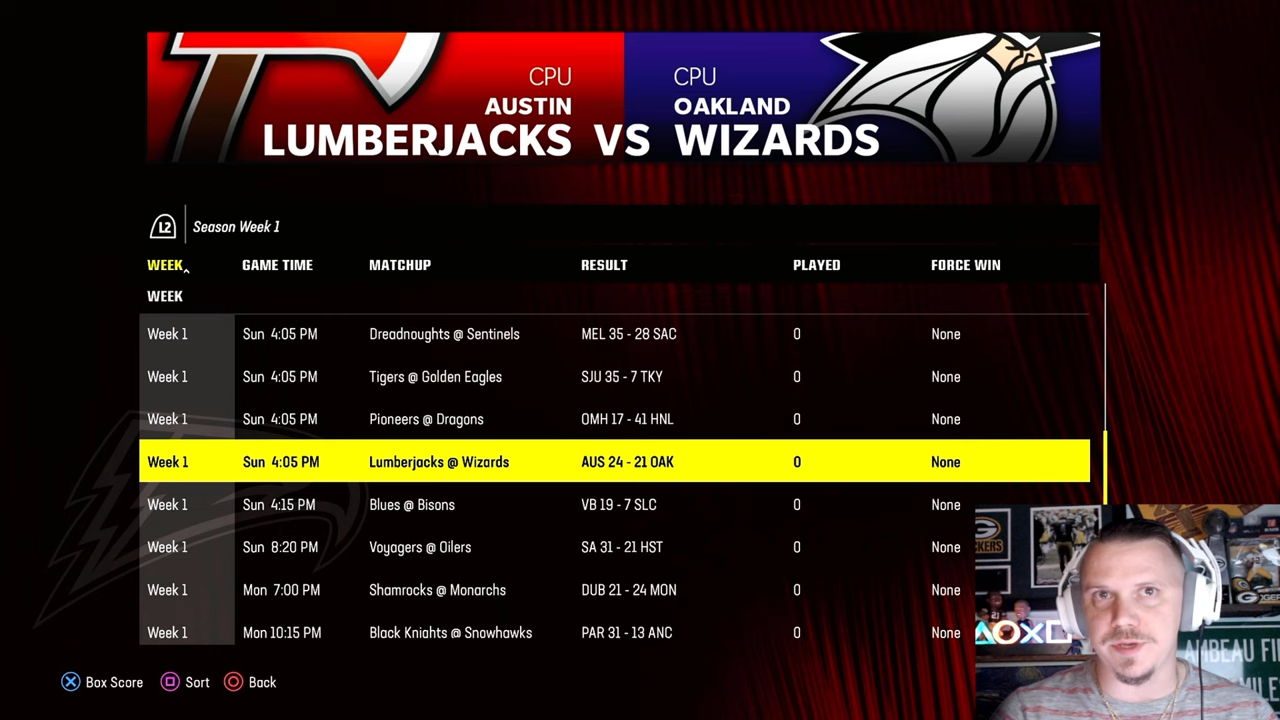 CPU
AUSTIN
LUMBERJACKS VS WIZARDS
CPU
OAKLAND
L2 Season Week 1
WEEK GAME TIME MATCHUP RESULT PLAYED FORCE WIN
WEEK
Week 1 Sun 4:05 PM Dreadnoughts @ Sentinels MEL 35 - 28 SAC 0 None
Week 1 Sun 4:05 PM Tigers @ Golden Eagles SJU 35 - 7 TKY 0 None
Week 1 Sun 4:05 PM Pioneers @ Dragons OMH 17 - 41 HNL 0 None
Week 1 Sun 4:05 PM Lumberjacks @ Wizards AUS 24 - 21 OAK 0 None
Week 1 Sun 4:15 PM Blues @ Bisons VB 19 - 7 SLC 0 None
Week 1 Sun 8:20 PM Voyagers @ Oilers SA 31 - 21 HST 0 None
Week 1 Mon 7:00 PM Shamrocks @ Monarchs DUB 21 - 24 MON 0 None
Week 1 Mon 10:15 PM Black Knights @ Snowhawks PAR 31 - 13 ANC 0 None
Box Score Sort Back